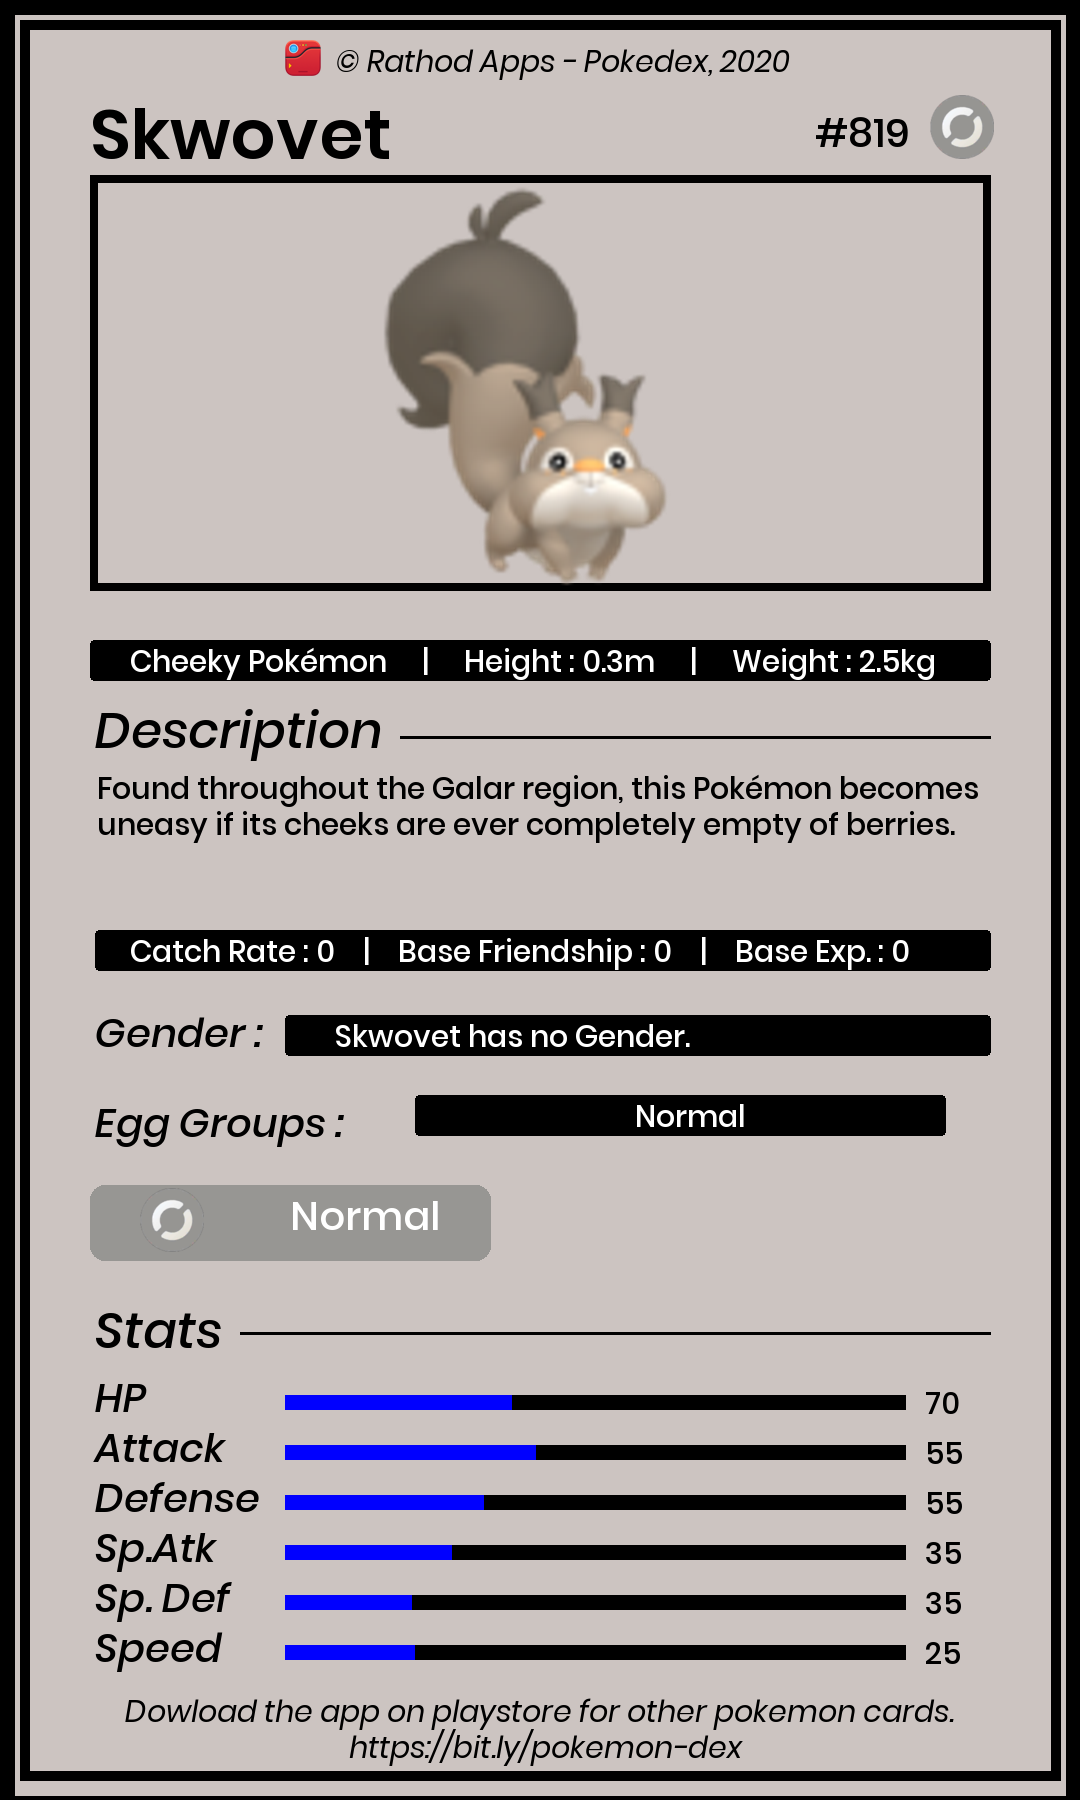 © Rathod Apps - Pokedex, 2020
Skwovet #819
Cheeky Pokémon | Height : 0.3m | Weight : 2.5kg
Description
Found throughout the Galar region, this Pokémon becomes
uneasy if its cheeks are ever completely empty of berries.
Catch Rate : 0 | Base Friendship : 0 | Base Exp. : 0
Gender : Skwovet has no Gender.
Egg Groups : Normal
Normal
Stats
HP 70
Attack 55
Defense 55
Sp.Atk 35
Sp. Def 35
Speed 25
Dowload the app on playstore for other pokemon cards.
https://bit.ly/pokemon-dex